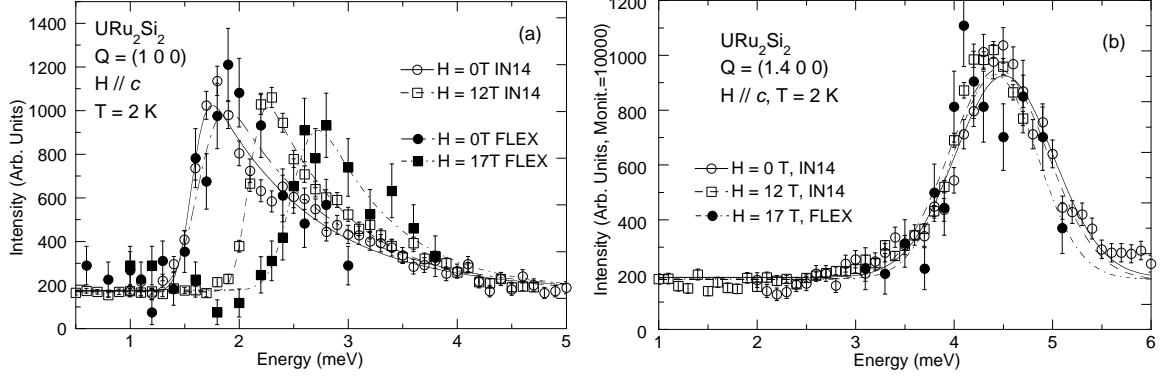 1400
1200
1000
800
600
400
200
0
Intensity (Arb. Units)
URu₂Si₂
Q = (1 0 0)
H // c
T = 2 K
(a)
H = 0T IN14
H = 12T IN14
H = 0T FLEX
H = 17T FLEX
1 2 3 4 5
Energy (meV)
1200
1000
800
600
400
200
0
Intensity (Arb. Units, Monit.=10000)
URu₂Si₂
Q = (1.4 0 0)
H // c, T = 2 K
(b)
H = 0 T, IN14
H = 12 T, IN14
H = 17 T, FLEX
1 2 3 4 5 6
Energy (meV)